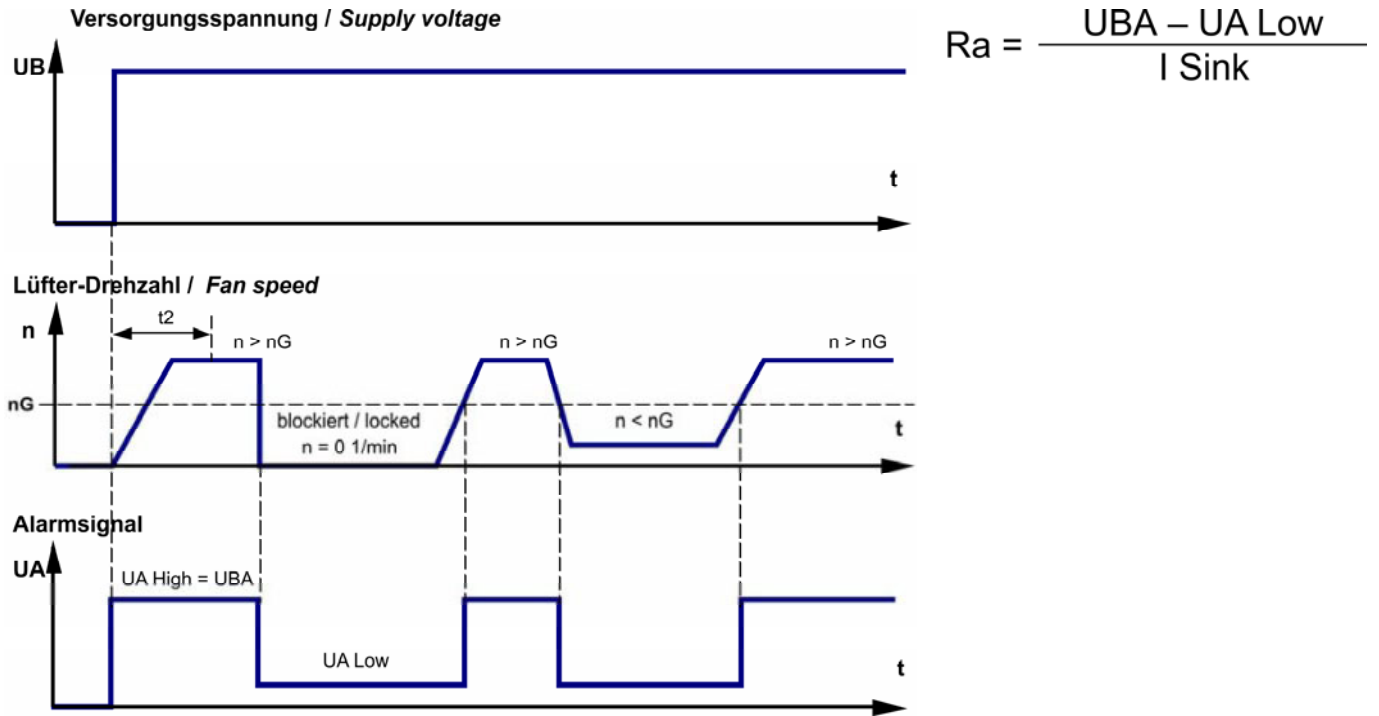 Versorgungsspannung / Supply voltage
Ra = UBA – UA Low
I Sink
UB
t
Lüfter-Drehzahl / Fan speed
n
t2
n > nG
n > nG
n > nG
nG
blockiert / locked
n = 0 1/min
n < nG
t
Alarmsignal
UA
UA High = UBA
UA Low
t